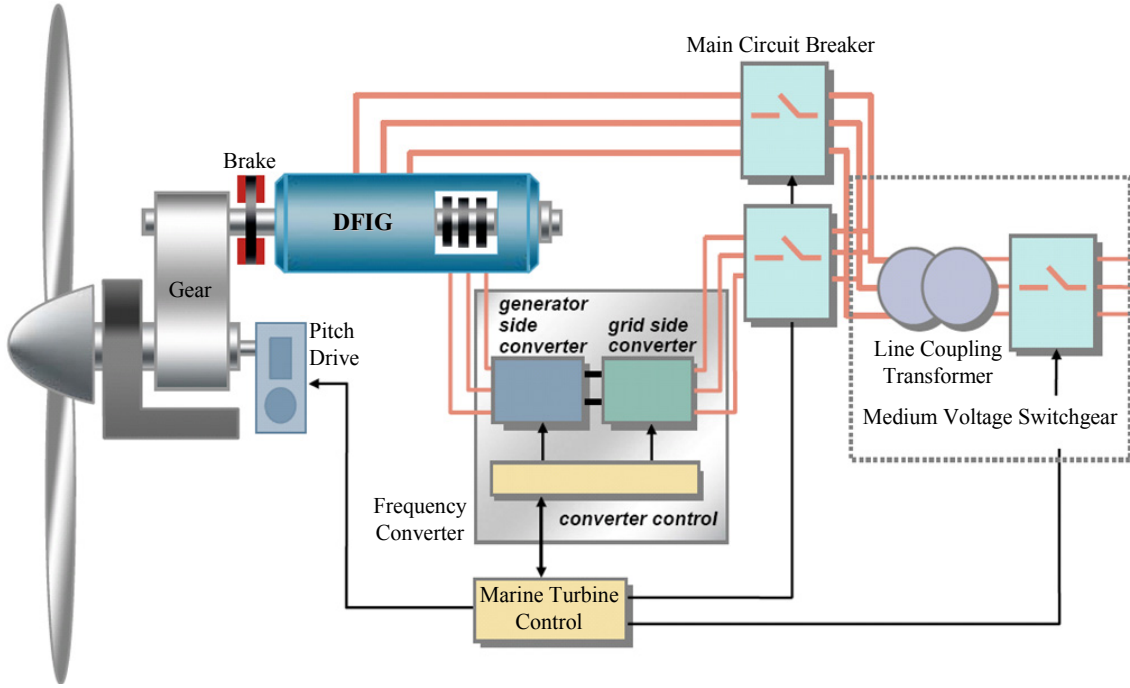 Main Circuit Breaker
Brake
DFIG
Gear
Pitch
Drive
generator
side
converter
grid side
converter
Line Coupling
Transformer
Medium Voltage Switchgear
Frequency
Converter
converter control
Marine Turbine
Control